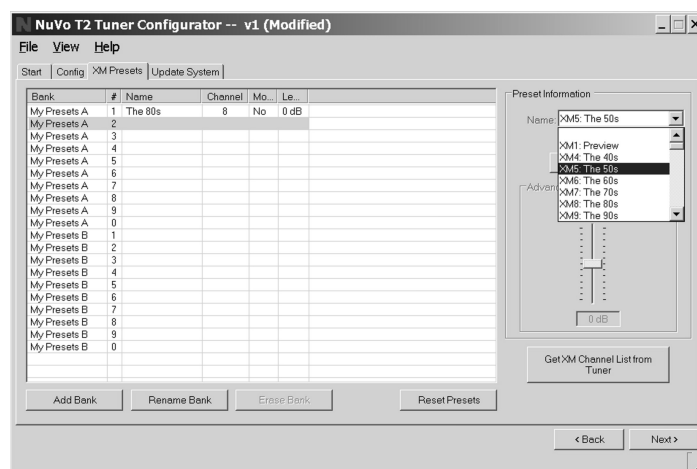 NuVo T2 Tuner Configurator -- v1 (Modified)
File View Help
Start Config XM Presets Update System
Bank # Name Channel Mo... Le...
My Presets A 1 The 80s 8 No 0 dB
My Presets A 2
My Presets A 3
My Presets A 4
My Presets A 5
My Presets A 6
My Presets A 7
My Presets A 8
My Presets A 9
My Presets A 0
My Presets B 1
My Presets B 2
My Presets B 3
My Presets B 4
My Presets B 5
My Presets B 6
My Presets B 7
My Presets B 8
My Presets B 9
My Presets B 0
Add Bank Rename Bank Erase Bank Reset Presets
Preset Information
Name: XM5: The 50s
XM1: Preview
XM4: The 40s
XM5: The 50s
XM6: The 60s
XM7: The 70s
XM8: The 80s
XM9: The 90s
0 dB
Get XM Channel List from
Tuner
< Back Next >